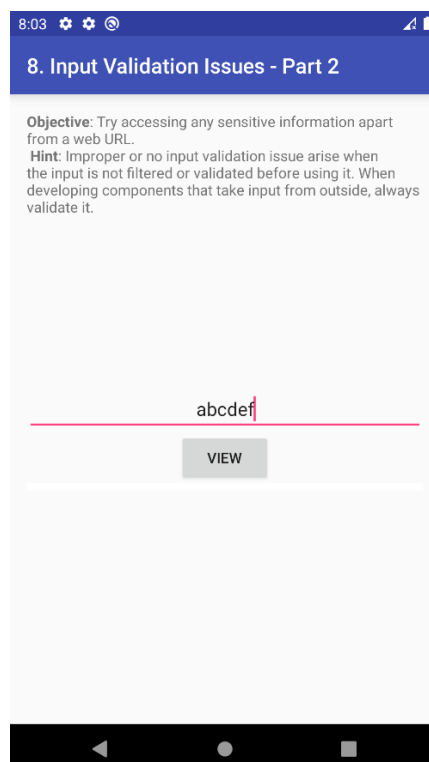 8:03
8. Input Validation Issues - Part 2
Objective: Try accessing any sensitive information apart
from a web URL.
Hint: Improper or no input validation issue arise when
the input is not filtered or validated before using it. When
developing components that take input from outside, always
validate it.
abcdef
VIEW